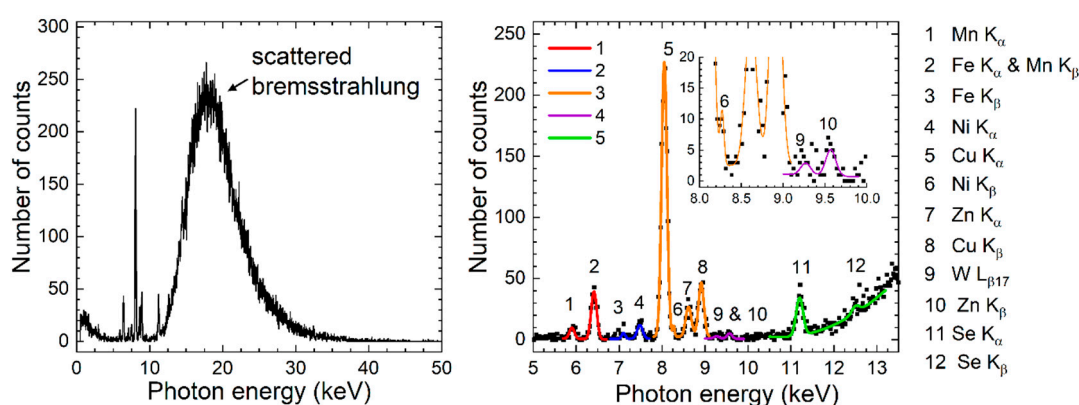 300
250
200
150
100
50
0
Number of counts
scattered
bremsstrahlung
0 10 20 30 40 50
Photon energy (keV)
250
200
150
100
50
0
Number of counts
1
2
3
4
5
5
20
15
10
5
0
6
9
10
8.0 8.5 9.0 9.5 10.0
1
2
3
4
6
7
8
9 & 10
11
12
5 6 7 8 9 10 11 12 13
Photon energy (keV)
1 Mn Kα
2 Fe Kα & Mn Kβ
3 Fe Kβ
4 Ni Kα
5 Cu Kα
6 Ni Kβ
7 Zn Kα
8 Cu Kβ
9 W Lβ17
10 Zn Kβ
11 Se Kα
12 Se Kβ